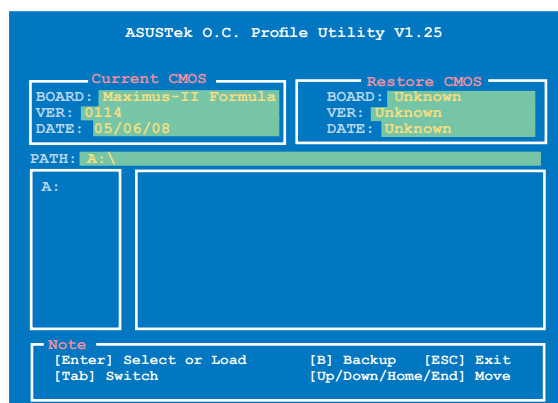 ASUSTek O.C. Profile Utility V1.25
Current CMOS
BOARD: Maximus-II Formula
VER: 0114
DATE: 05/06/08
Restore CMOS
BOARD: Unknown
VER: Unknown
DATE: Unknown
PATH: A:\
A:
Note
[Enter] Select or Load [B] Backup [ESC] Exit
[Tab] Switch [Up/Down/Home/End] Move